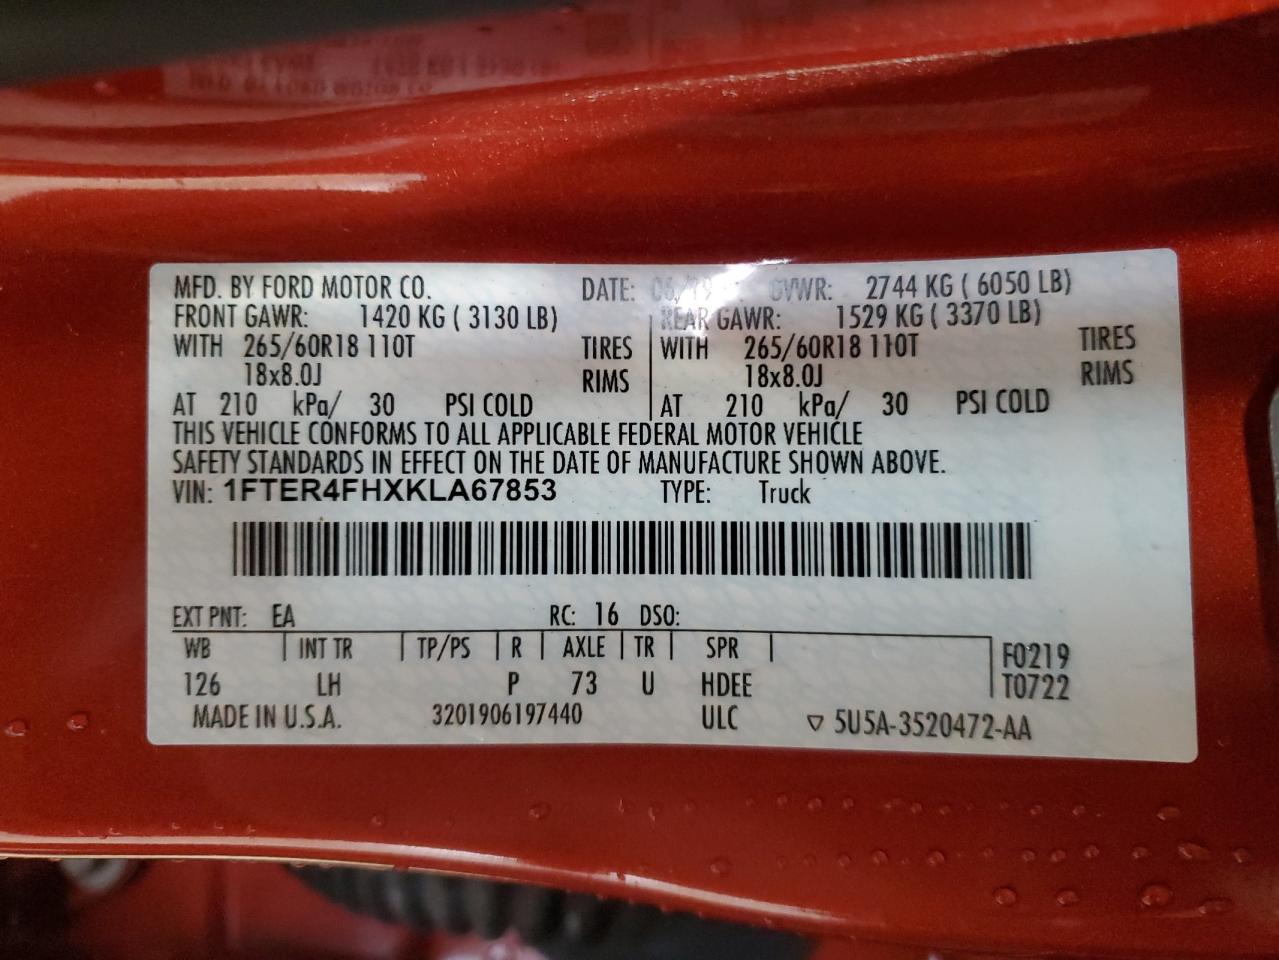 MFD. BY FORD MOTOR CO. DATE: 06/19 GVWR: 2744 KG ( 6050 LB)
FRONT GAWR: 1420 KG ( 3130 LB) REAR GAWR: 1529 KG ( 3370 LB)
WITH 265/60R18 110T TIRES WITH 265/60R18 110T TIRES
18x8.0J RIMS 18x8.0J RIMS
AT 210 kPa/ 30 PSI COLD AT 210 kPa/ 30 PSI COLD
THIS VEHICLE CONFORMS TO ALL APPLICABLE FEDERAL MOTOR VEHICLE
SAFETY STANDARDS IN EFFECT ON THE DATE OF MANUFACTURE SHOWN ABOVE.
VIN: 1FTER4FHXKLA67853 TYPE: Truck
EXT PNT: EA RC: 16 DSO:
WB INT TR TP/PS R AXLE TR SPR F0219
126 LH P 73 U HDEE T0722
MADE IN U.S.A. 3201906197440 ULC ▽ 5U5A-3520472-AA